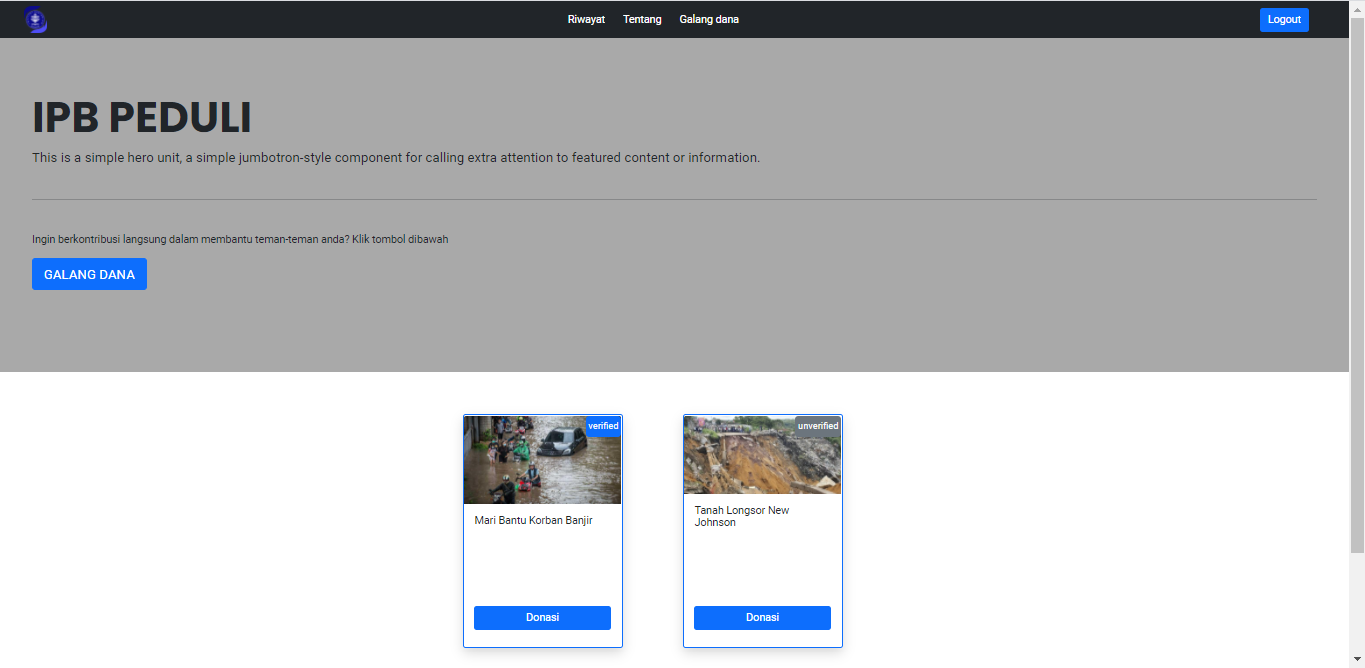 Riwayat Tentang Galang dana Logout
IPB PEDULI
This is a simple hero unit, a simple jumbotron-style component for calling extra attention to featured content or information.
Ingin berkontribusi langsung dalam membantu teman-teman anda? Klik tombol dibawah
GALANG DANA
verified
Mari Bantu Korban Banjir
Donasi
unverified
Tanah Longsor New
Johnson
Donasi